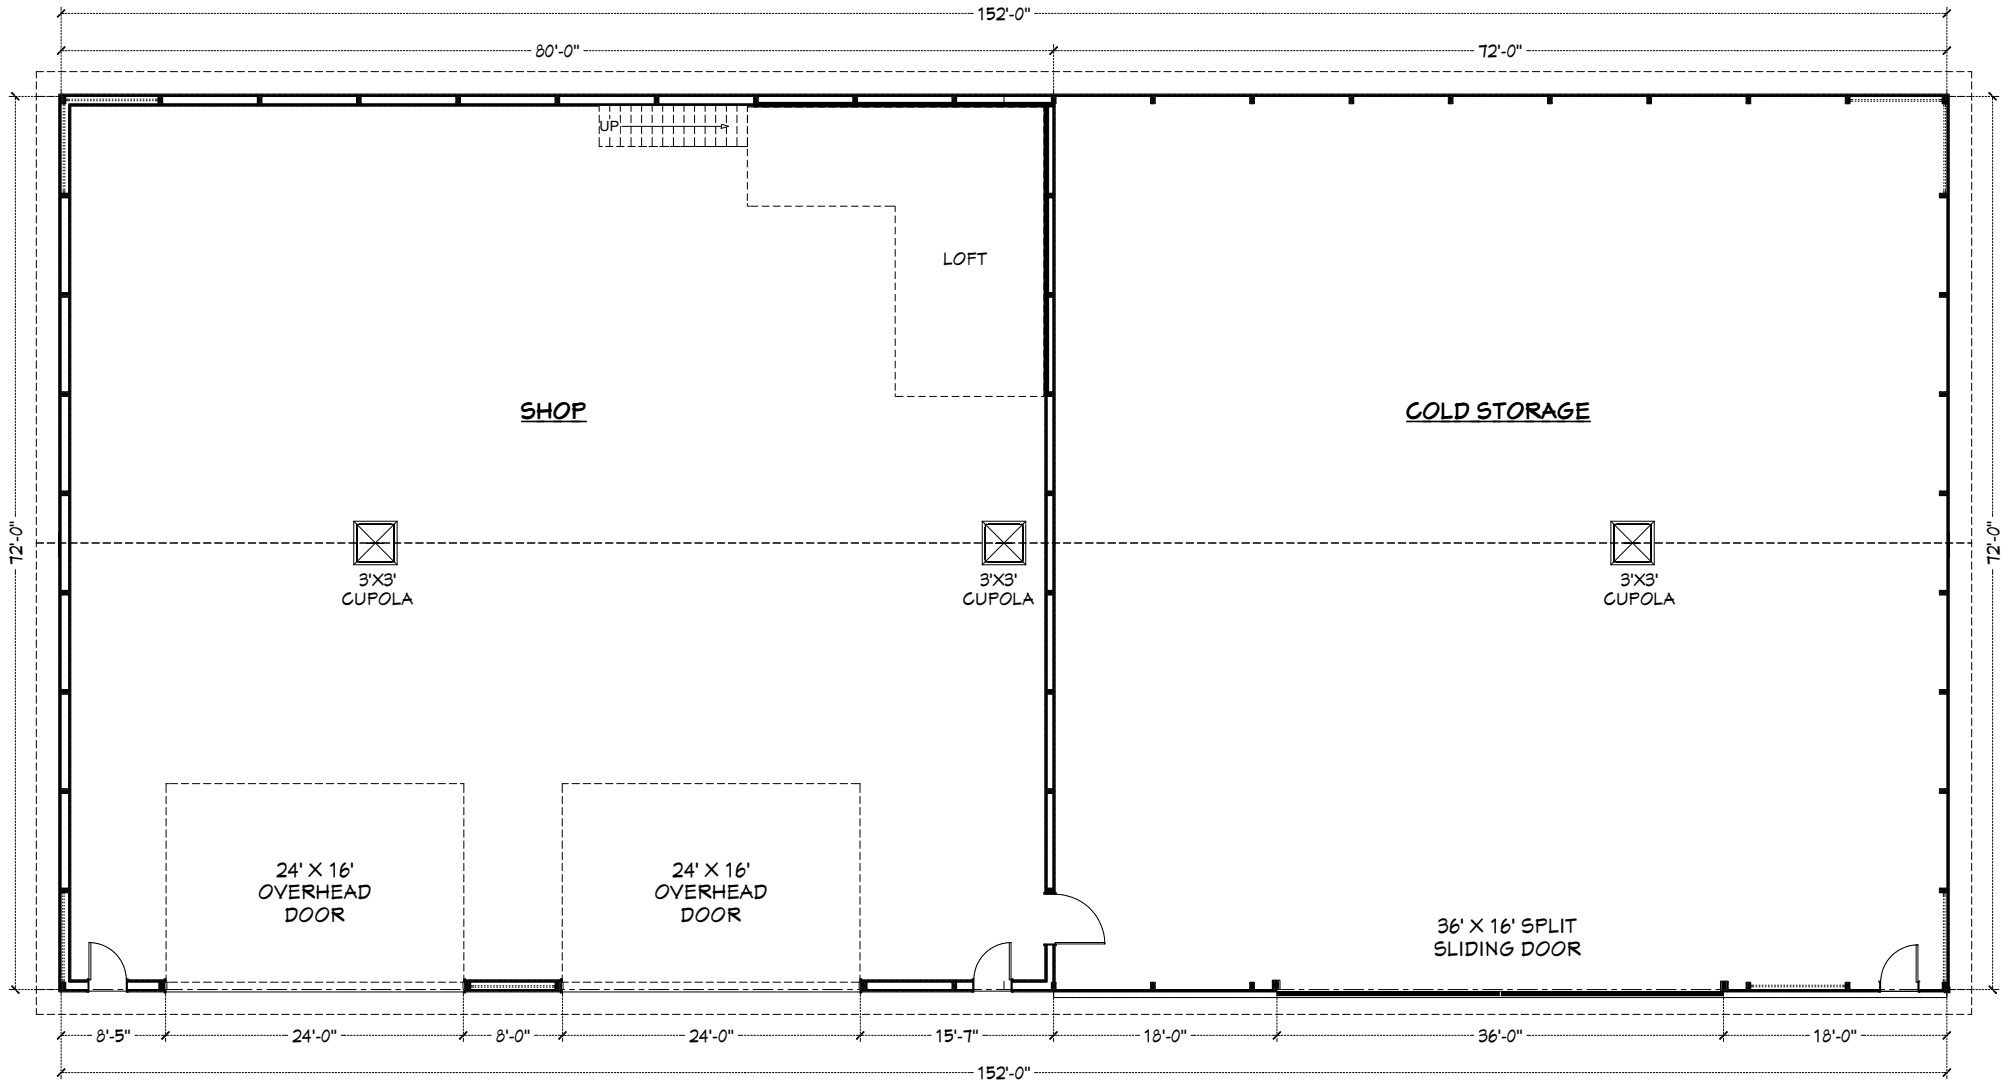 152'-0"
80'-0"
72'-0"
UP
LOFT
SHOP
COLD STORAGE
72'-0"
72'-0"
3'X3'
CUPOLA
3'X3'
CUPOLA
3'X3'
CUPOLA
24' X 16'
OVERHEAD
DOOR
24' X 16'
OVERHEAD
DOOR
36' X 16' SPLIT
SLIDING DOOR
8'-5"
24'-0"
8'-0"
24'-0"
15'-7"
18'-0"
36'-0"
18'-0"
152'-0"